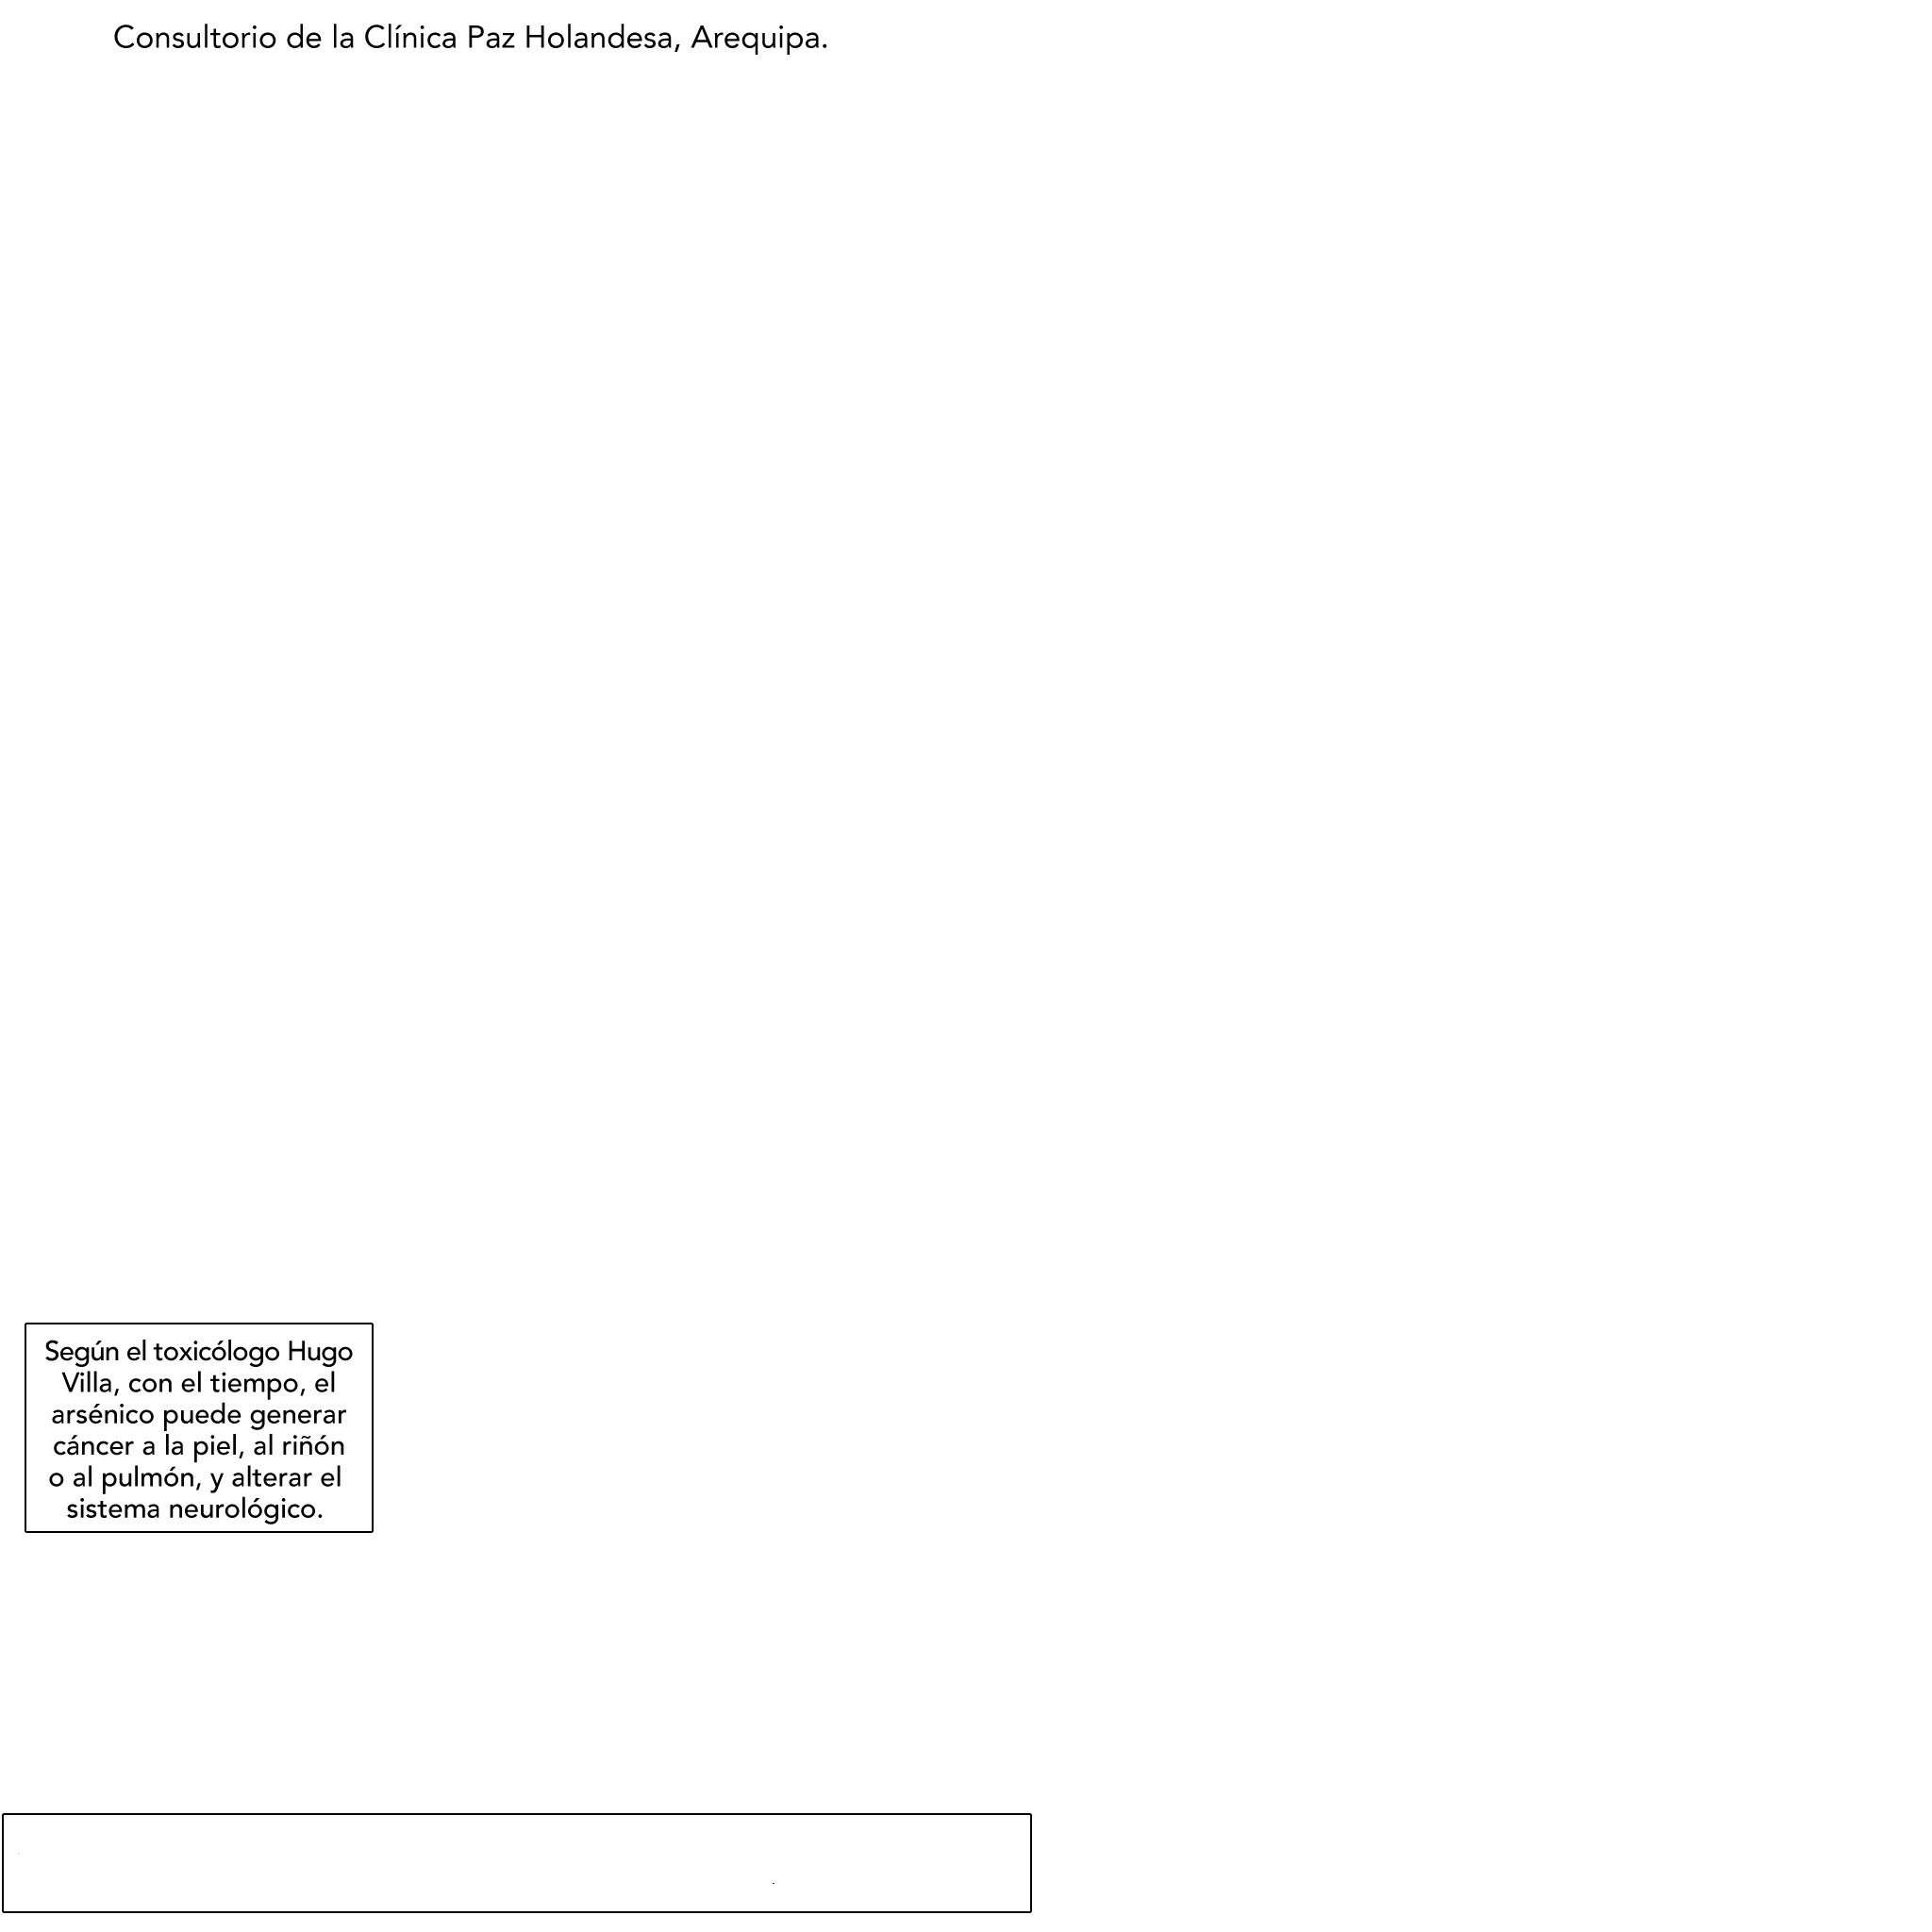 Consultorio de la Clínica Paz Holandesa, Arequipa.
Según el toxicólogo Hugo
Villa, con el tiempo, el
arsénico puede generar
cáncer a la piel, al riñón
o al pulmón, y alterar el
sistema neurológico.